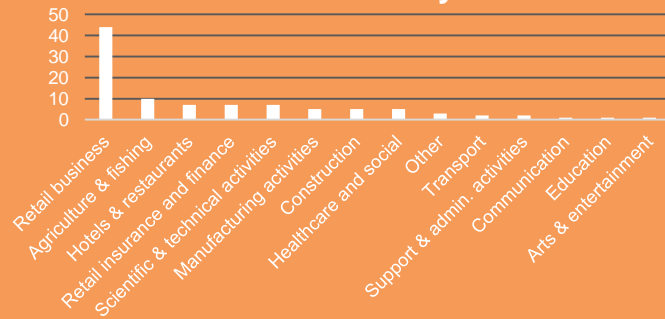 50
40
30
20
10
0
Retail business
Agriculture & fishing
Hotels & restaurants
Retail insurance and finance
Scientific & technical activities
Manufacturing activities
Construction
Healthcare and social
Other
Transport
Support & admin. activities
Communication
Education
Arts & entertainment